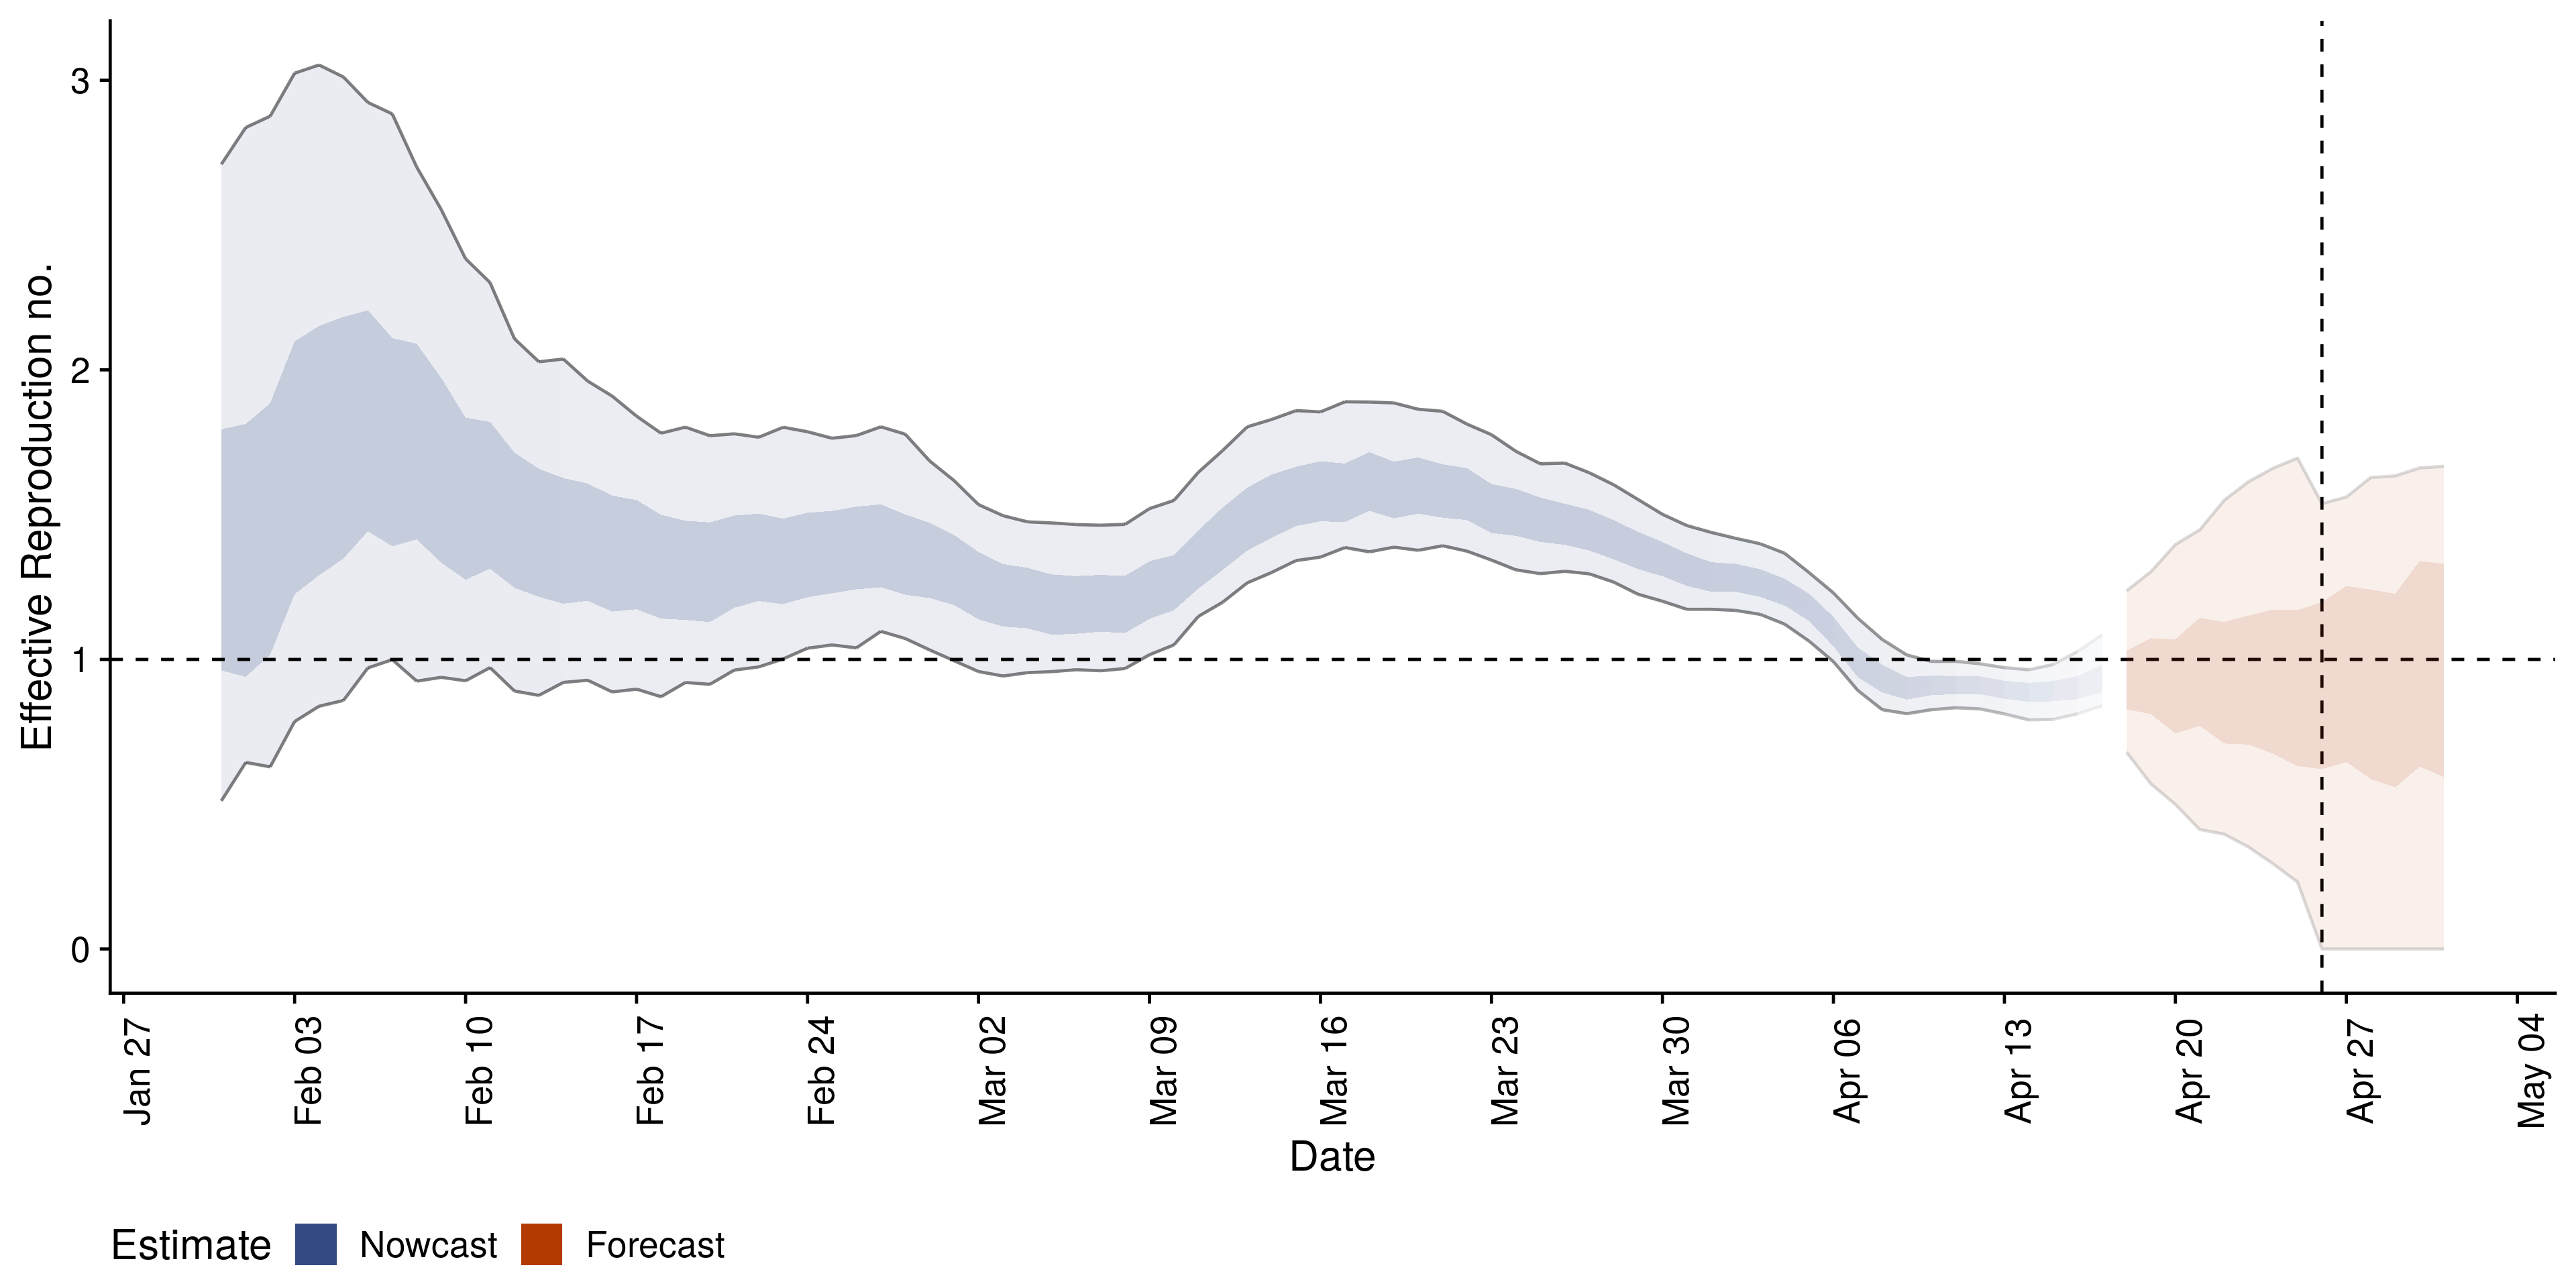 Effective Reproduction no.
3
2
1
0
Jan 27
Feb 03
Feb 10
Feb 17
Feb 24
Mar 02
Mar 09
Mar 16
Mar 23
Mar 30
Apr 06
Apr 13
Apr 20
Apr 27
May 04
Date
Estimate Nowcast Forecast